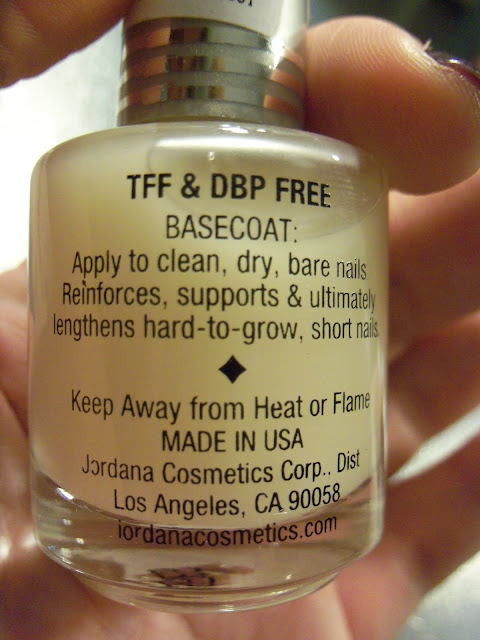 TFF & DBP FREE
BASECOAT:
Apply to clean, dry, bare nails
Reinforces, supports & ultimately
lengthens hard-to-grow, short nails.
Keep Away from Heat or Flame
MADE IN USA
Jordana Cosmetics Corp., Dist
Los Angeles, CA 90058
jordanacosmetics.com